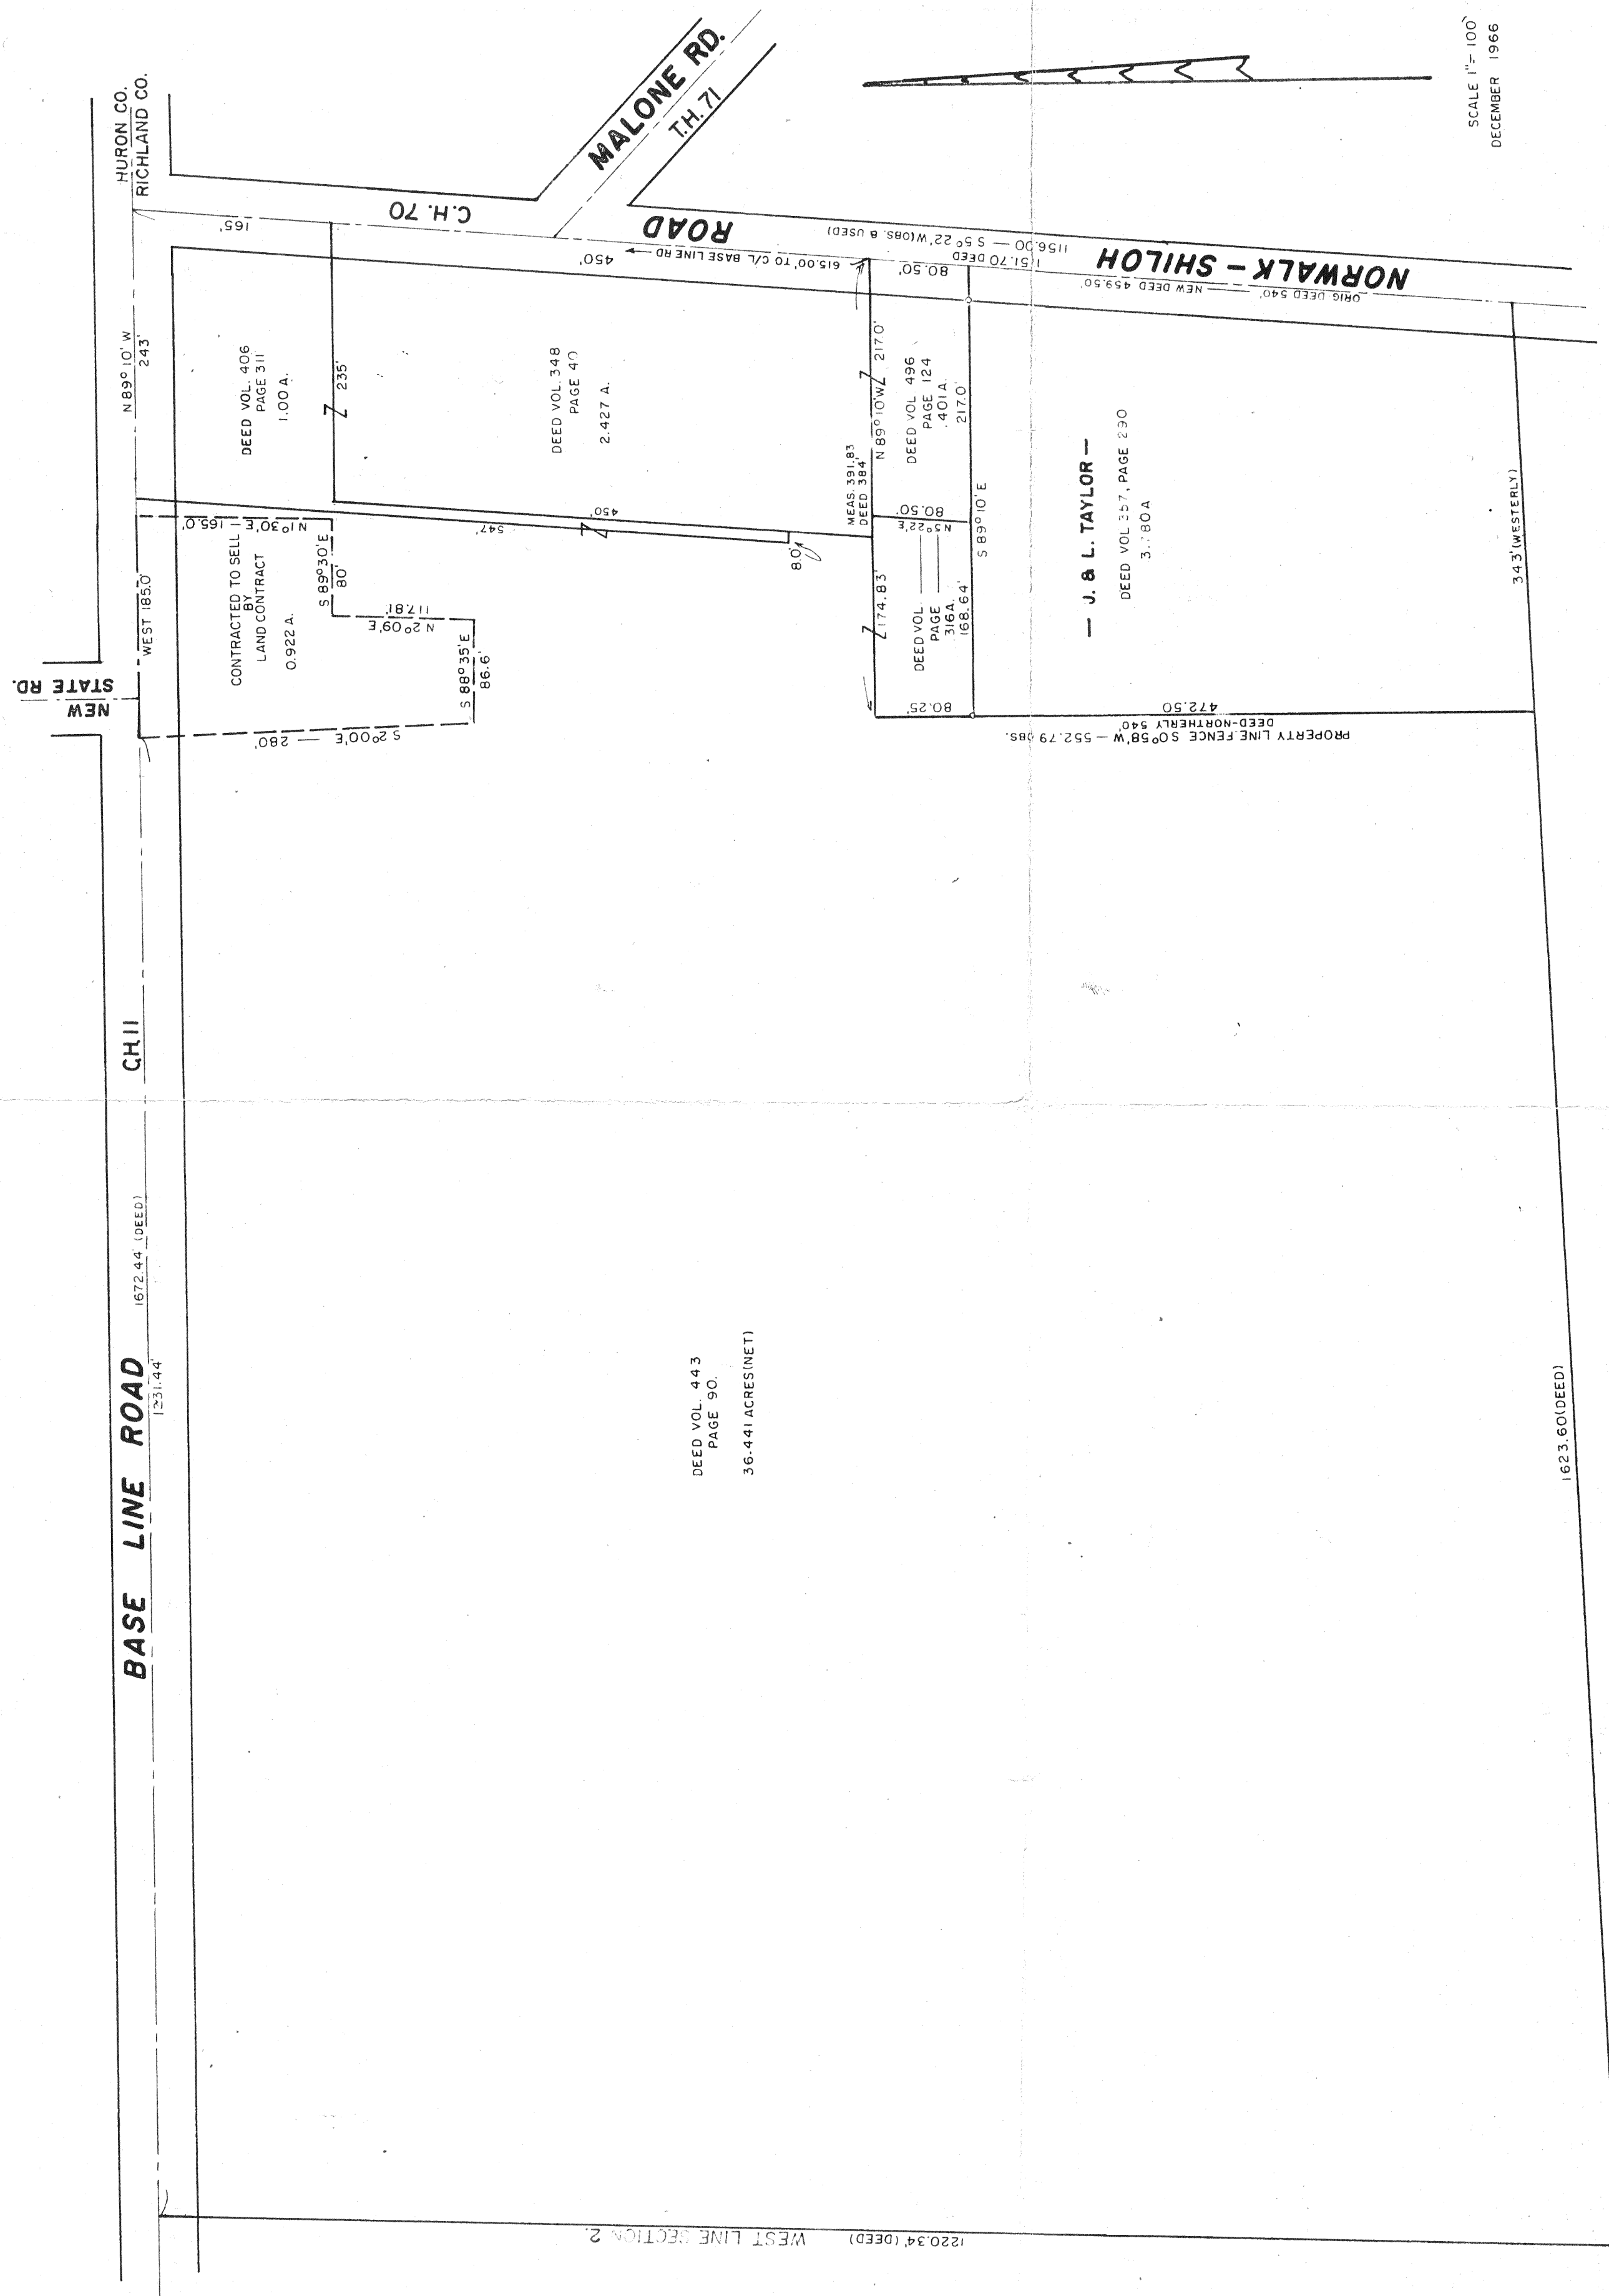 HURON CO.
RICHLAND CO.
MALONE RD.
T.H. 71
SCALE 1"= 100'
DECEMBER 1966
C.H. 70
165'
NORWALK - SHILOH
ROAD
1156.00 — S 5° 22' W (OBS. & USED)
1151.70 DEED
615.00' TO C/L BASE LINE RD
450'
80.50'
ORIG. DEED 540' — NEW DEED 459.50'
N 89° 10' W
243'
DEED VOL. 406
PAGE 311
1.00 A.
235'
DEED VOL. 348
PAGE 40
2.427 A.
450'
547'
8.0'
MEAS. 391.83
DEED 384'
N 89° 10' W 217.0'
DEED VOL 496
PAGE 124
.401 A.
217.0'
80.50'
N 5° 22' E
S 89° 10' E
174.83'
DEED VOL.
PAGE
.316 A.
168.64'
80.25'
— J. & L. TAYLOR —
DEED VOL 357, PAGE 290
343' (WESTERLY)
472.50
DEED-NORTHERLY 540'
PROPERTY LINE FENCE S 0° 58' W — 552.79 OBS.
NEW
STATE RD.
WEST 185.0'
N 1° 30' E — 165.0'
CONTRACTED TO SELL
BY
LAND CONTRACT
0.922 A.
S 89° 30' E
80'
117.81'
N 2° 09' E
S 88° 35' E
86.6'
S 2° 00' E — 280'
C.H. 11
BASE LINE ROAD
1672.44' (DEED)
1231.44'
DEED VOL. 443
PAGE 90.
36.441 ACRES (NET)
1623.60 (DEED)
WEST LINE SECTION 2.
1220.34' (DEED)